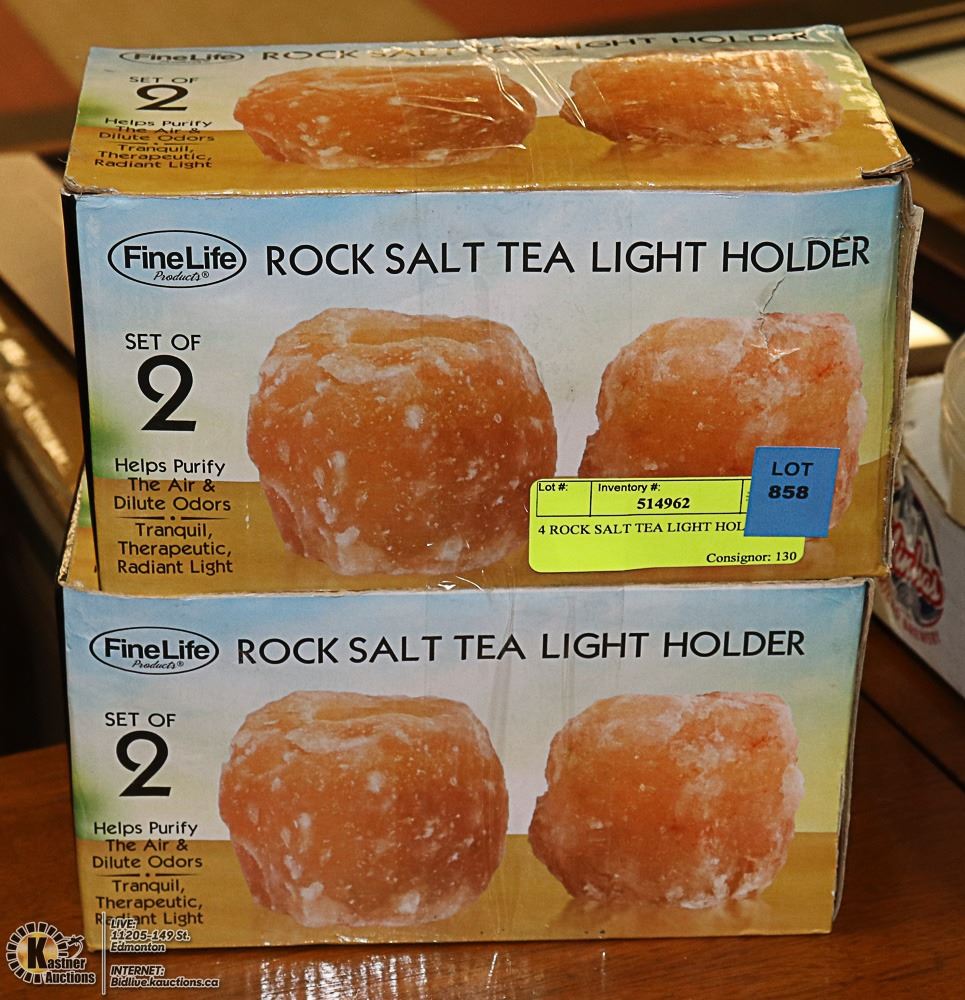 FineLife ROCK SALT TEA LIGHT HOLDER
SET OF
2
Helps Purify
The Air &
Dilute Odors
Tranquil,
Therapeutic,
Radiant Light
FineLife
Products®
ROCK SALT TEA LIGHT HOLDER
SET OF
2
Helps Purify
The Air &
Dilute Odors
Tranquil,
Therapeutic,
Radiant Light
Lot #: Inventory #:
514962
4 ROCK SALT TEA LIGHT HOL
Consignor: 130
LOT
858
FineLife
Products®
ROCK SALT TEA LIGHT HOLDER
SET OF
2
Helps Purify
The Air &
Dilute Odors
Tranquil,
Therapeutic,
Radiant Light
Kastner
Auctions
LIVE:
11205-149 St.
Edmonton
INTERNET:
Bidlive.kauctions.ca